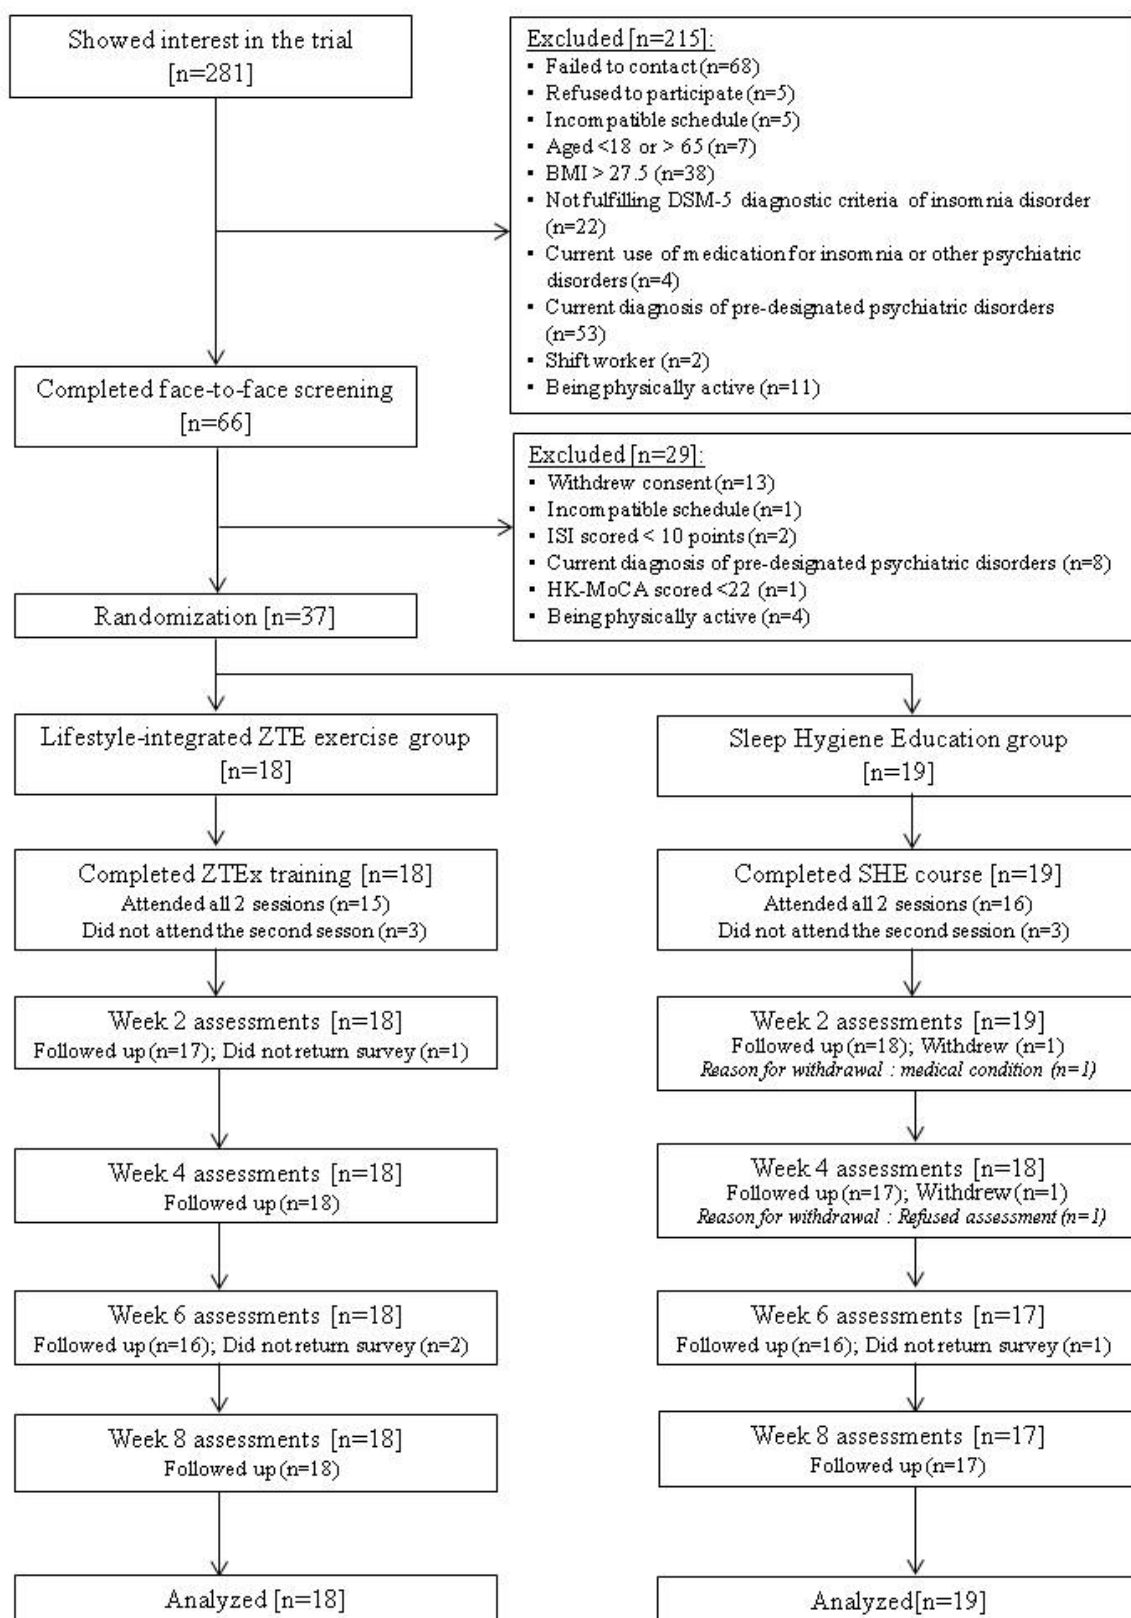 Showed interest in the trial
[n=281]
Excluded [n=215]:
▪ Failed to contact (n=68)
▪ Refused to participate (n=5)
▪ Incompatible schedule (n=5)
▪ Aged <18 or > 65 (n=7)
▪ BMI > 27.5 (n=38)
▪ Not fulfilling DSM-5 diagnostic criteria of insomnia disorder
(n=22)
▪ Current use of medication for insomnia or other psychiatric
disorders (n=4)
▪ Current diagnosis of pre-designated psychiatric disorders
(n=53)
▪ Shift worker (n=2)
▪ Being physically active (n=11)
Completed face-to-face screening
[n=66]
Excluded [n=29]:
▪ Withdrew consent (n=13)
▪ Incompatible schedule (n=1)
▪ ISI scored < 10 points (n=2)
▪ Current diagnosis of pre-designated psychiatric disorders (n=8)
▪ HK-MoCA scored <22 (n=1)
▪ Being physically active (n=4)
Randomization [n=37]
Lifestyle-integrated ZTE exercise group
[n=18]
Sleep Hygiene Education group
[n=19]
Completed ZTEx training [n=18]
Attended all 2 sessions (n=15)
Did not attend the second sesson (n=3)
Completed SHE course [n=19]
Attended all 2 sessions (n=16)
Did not attend the second session (n=3)
Week 2 assessments [n=18]
Followed up (n=17); Did not return survey (n=1)
Week 2 assessments [n=19]
Followed up (n=18); Withdrew (n=1)
Reason for withdrawal : medical condition (n=1)
Week 4 assessments [n=18]
Followed up (n=18)
Week 4 assessments [n=18]
Followed up (n=17); Withdrew (n=1)
Reason for withdrawal : Refused assessment (n=1)
Week 6 assessments [n=18]
Followed up (n=16); Did not return survey (n=2)
Week 6 assessments [n=17]
Followed up (n=16); Did not return survey (n=1)
Week 8 assessments [n=18]
Followed up (n=18)
Week 8 assessments [n=17]
Followed up (n=17)
Analyzed [n=18]
Analyzed [n=19]